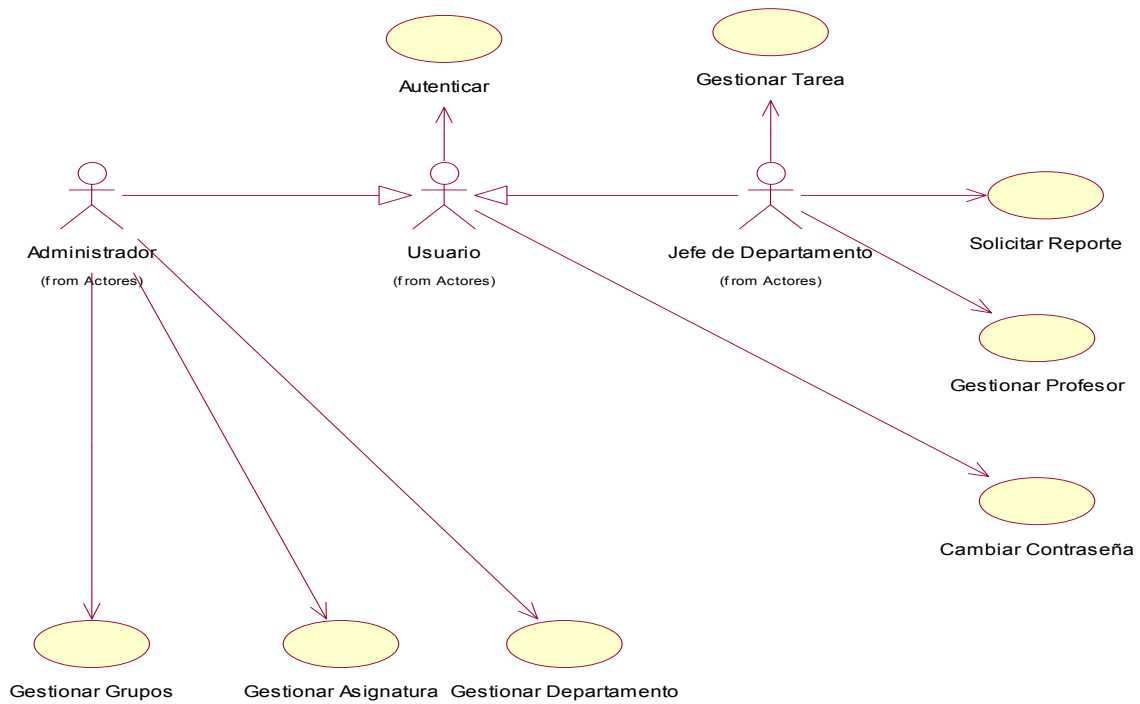 Autenticar
Gestionar Tarea
Administrador
(from Actores)
Usuario
(from Actores)
Jefe de Departamento
(from Actores)
Solicitar Reporte
Gestionar Profesor
Cambiar Contraseña
Gestionar Grupos
Gestionar Asignatura
Gestionar Departamento